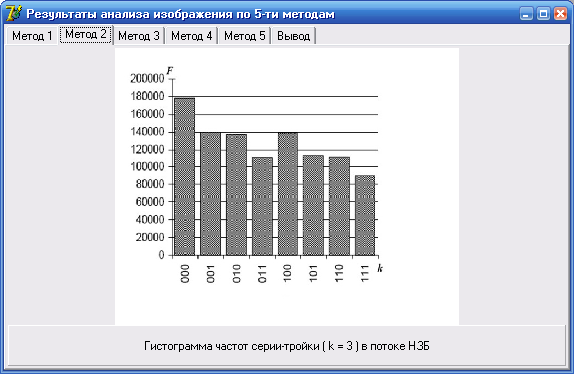 Результаты анализа изображения по 5-ти методам
Метод 1 Метод 2 Метод 3 Метод 4 Метод 5 Вывод
F
200000
180000
160000
140000
120000
100000
80000
60000
40000
20000
0
000 001 010 011 100 101 110 111 k
Гистограмма частот серии-тройки ( k = 3 ) в потоке НЗБ